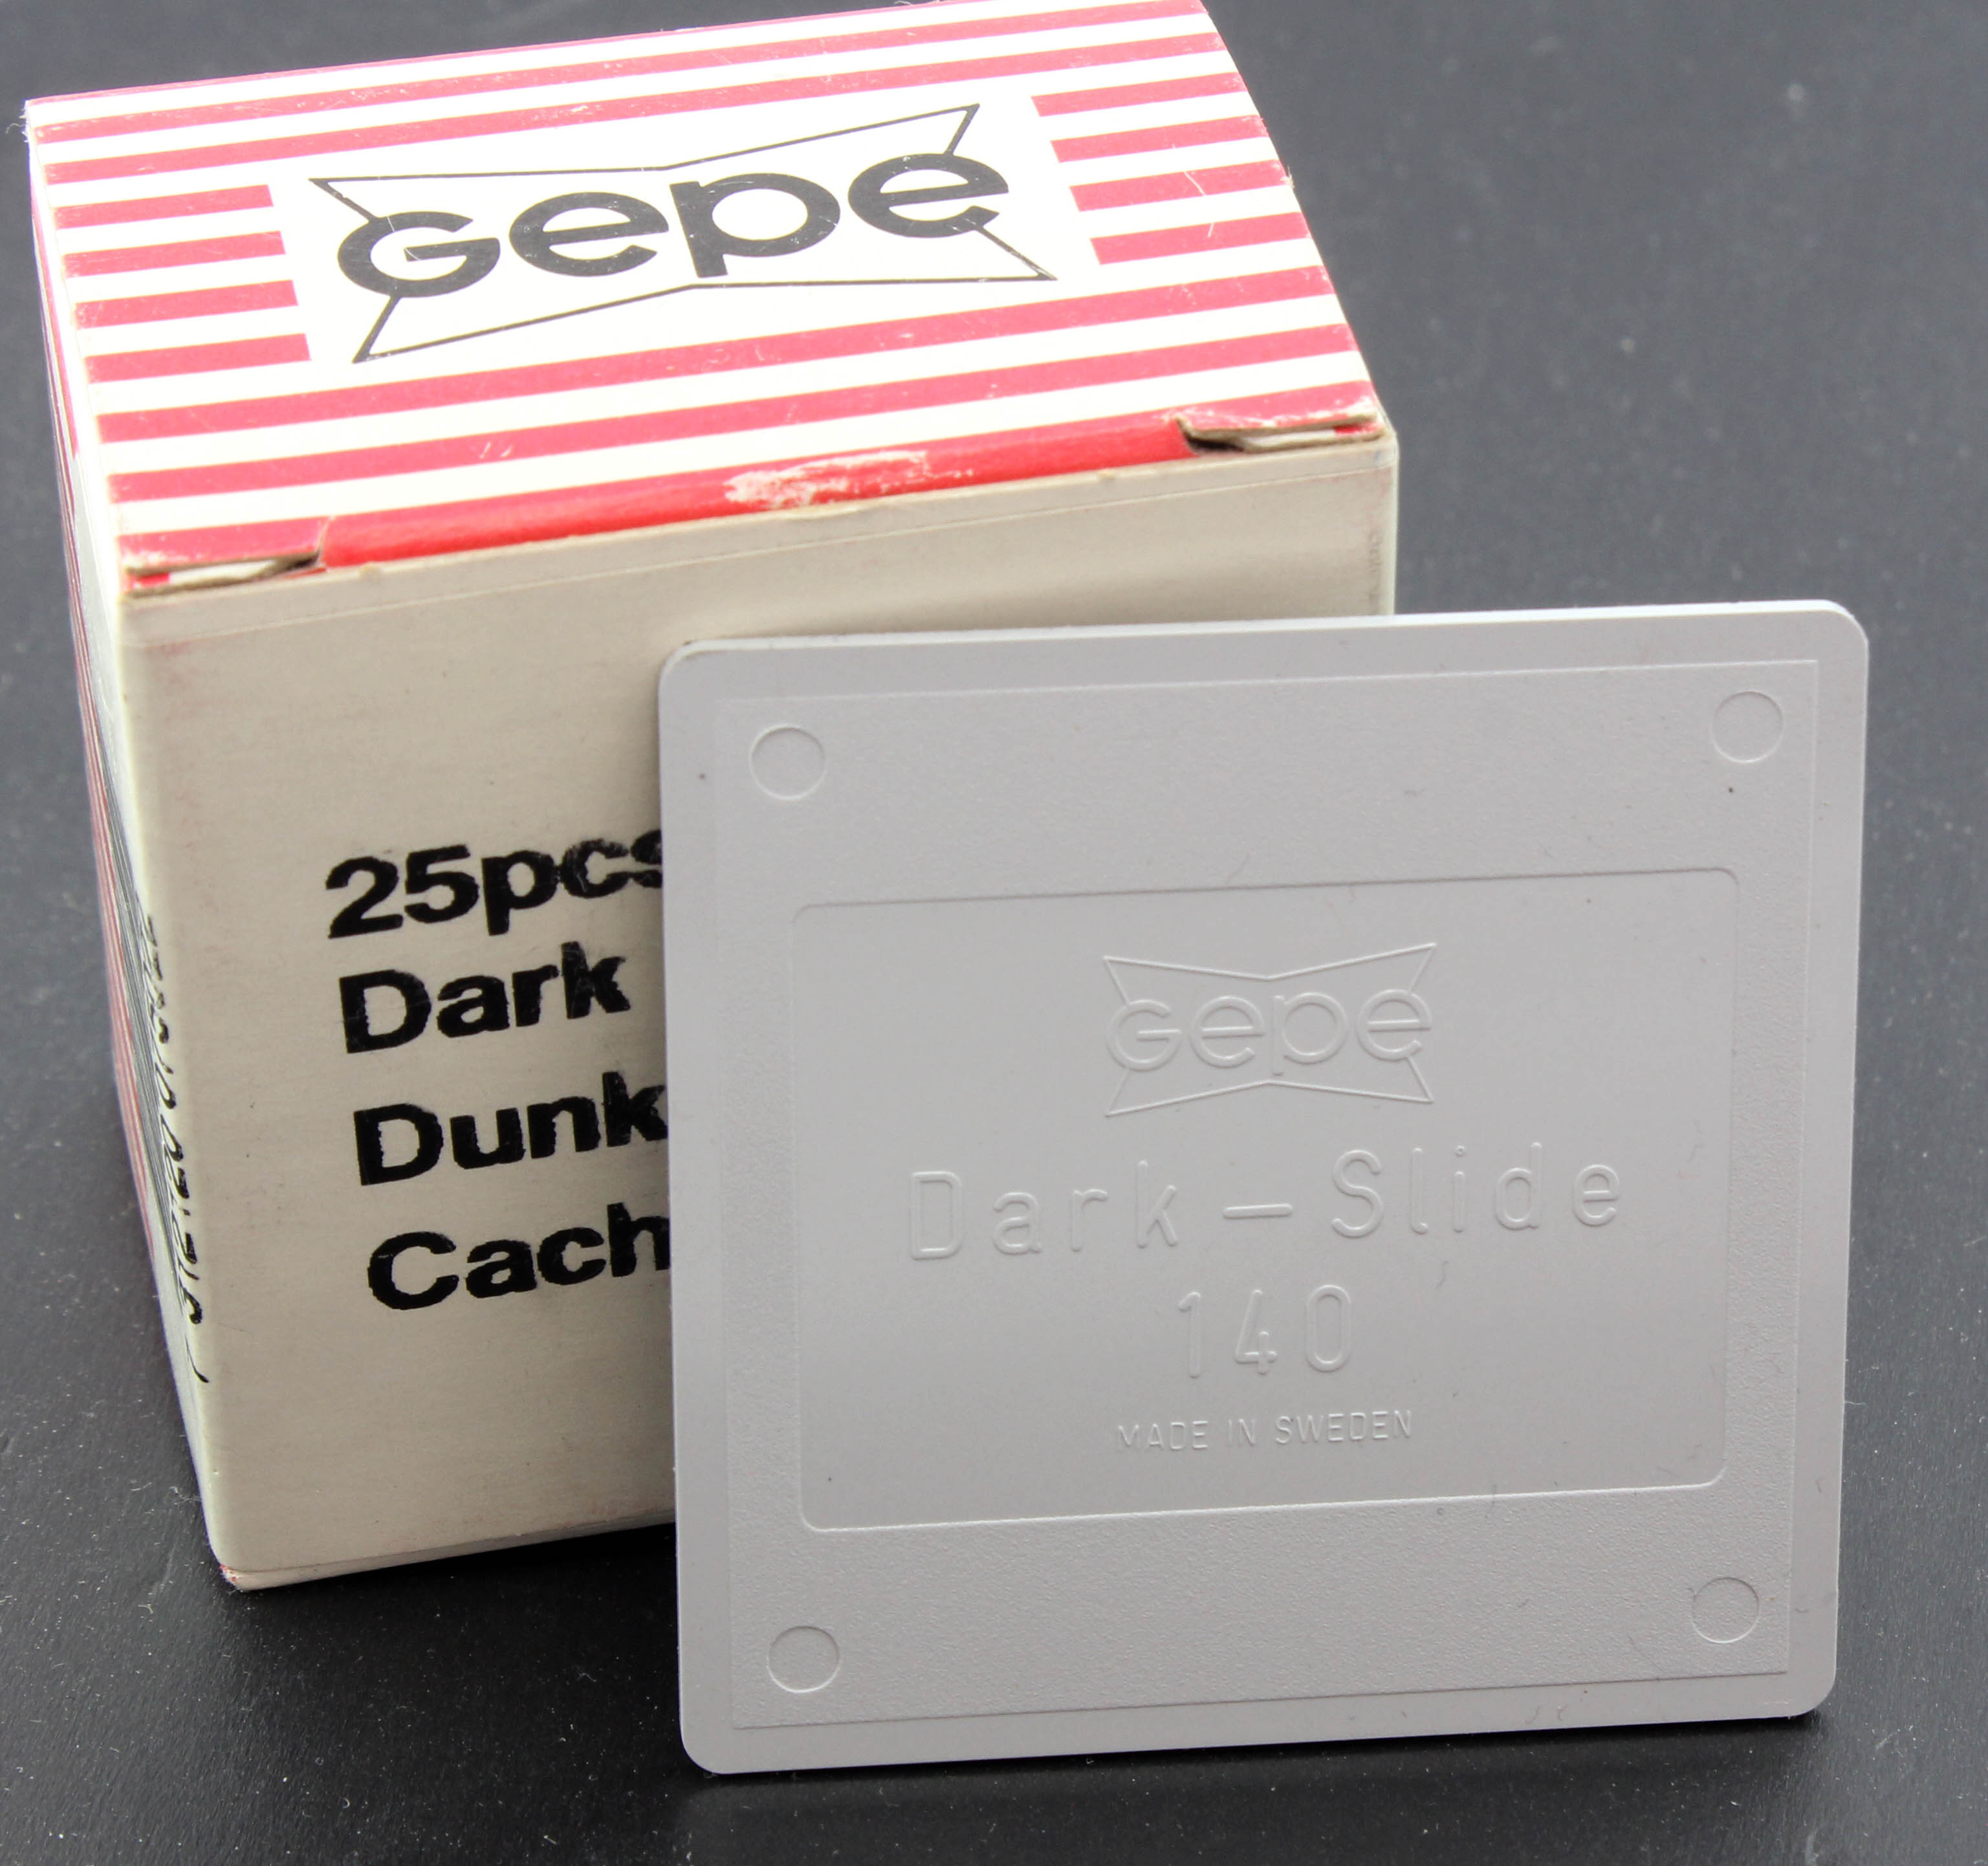 Gepe
25pcs
Dark
Dunk
Cach
Gepe
Dark-Slide
140
MADE IN SWEDEN